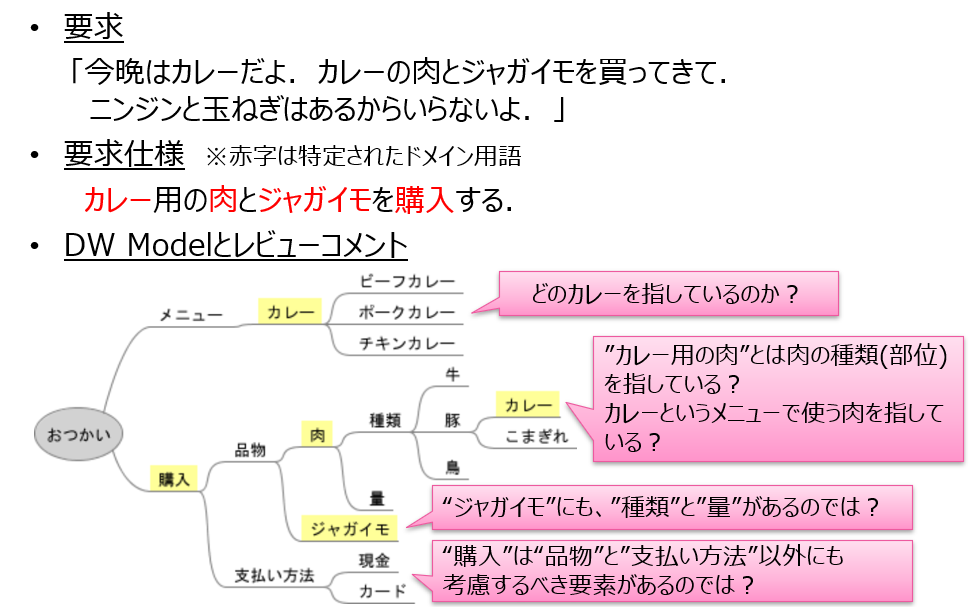 • 要求
「今晩はカレーだよ． カレーの肉とジャガイモを買ってきて．
ニンジンと玉ねぎはあるからいらないよ．」
• 要求仕様 ※赤字は特定されたドメイン用語
カレー用の肉とジャガイモを購入する．
• DW Modelとレビューコメント
ビーフカレー
どのカレーを指しているのか？
メニュー
カレー
ポークカレー
チキンカレー
”カレー用の肉”とは肉の種類(部位)
を指している？
カレーというメニューで使う肉を指して
いる？
牛
カレー
種類
豚
おつかい
肉
こまぎれ
品物
鳥
購入
量
“ジャガイモ”にも、”種類”と”量”があるのでは？
ジャガイモ
“購入”は“品物”と”支払い方法”以外にも
考慮するべき要素があるのでは？
現金
支払い方法
カード